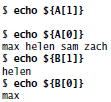 $ echo ${A[1]}
$ echo ${A[0]}
max helen sam zach
$ echo ${B[1]}
helen
$ echo ${B[0]}
max